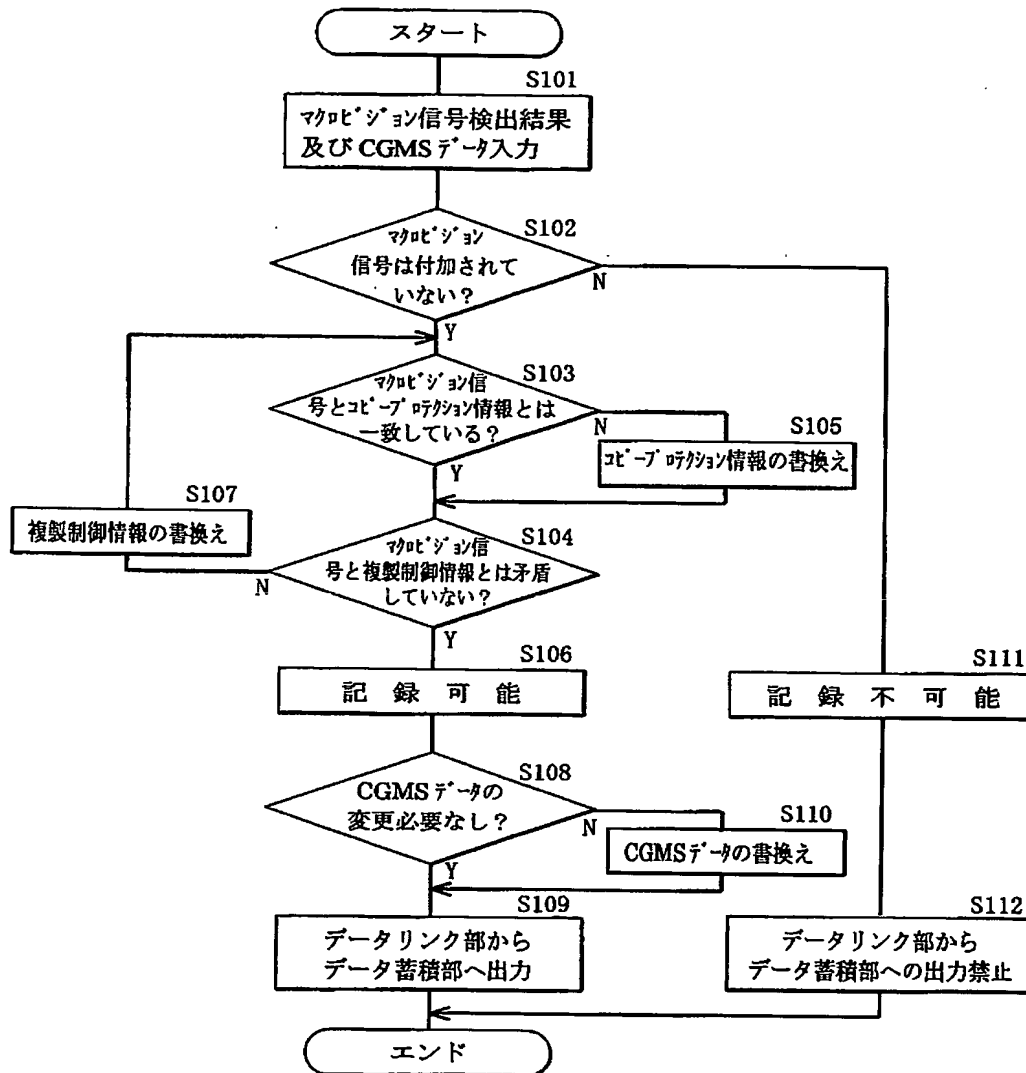 スタート
S101
マクロビジョン信号検出結果
及びCGMSデータ入力
S102
マクロビジョン
信号は付加されて
いない？
N
Y
S103
マクロビジョン信
号とコピープロテクション情報とは
一致している？
N
S105
コピープロテクション情報の書換え
Y
S107
複製制御情報の書換え
S104
マクロビジョン信
号と複製制御情報とは矛盾
していない？
N
Y
S106
記録可能
S111
記録不可能
S108
CGMSデータの
変更必要なし？
N
S110
CGMSデータの書換え
Y
S109
データリンク部から
データ蓄積部へ出力
S112
データリンク部から
データ蓄積部への出力禁止
エンド